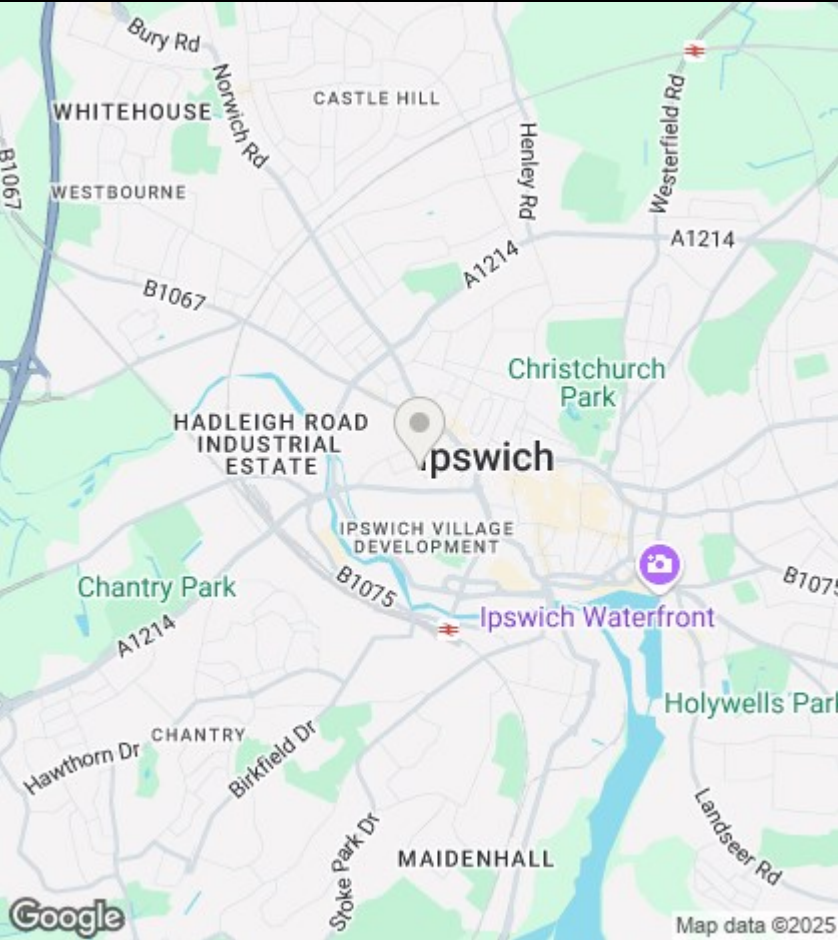 Bury Rd
Norwich Rd
CASTLE HILL
WHITEHOUSE
B1067
WESTBOURNE
Henley Rd
Westerfield Rd
A1214
A1214
B1067
Christchurch
Park
HADLEIGH ROAD
INDUSTRIAL
ESTATE
Ipswich
IPSWICH VILLAGE
DEVELOPMENT
Chantry Park
B1075
B1075
Ipswich Waterfront
A1214
Holywells Park
CHANTRY
Hawthorn Dr
Birkfield Dr
Stoke Park Dr
MAIDENHALL
Landseer Rd
Google
Map data ©2025